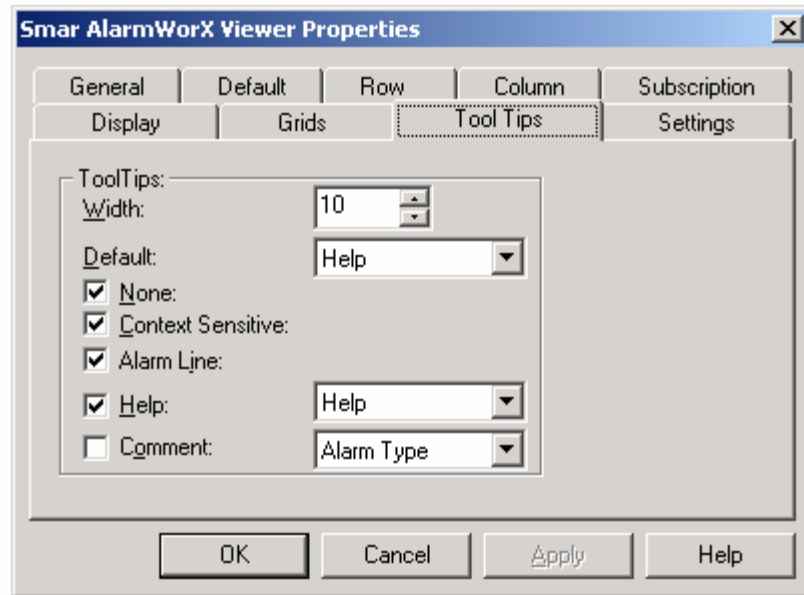 Smar AlarmWorX Viewer Properties
General Default Row Column Subscription
Display Grids Tool Tips Settings
ToolTips:
Width: 10
Default: Help
None:
Context Sensitive:
Alarm Line:
Help: Help
Comment: Alarm Type
OK Cancel Apply Help